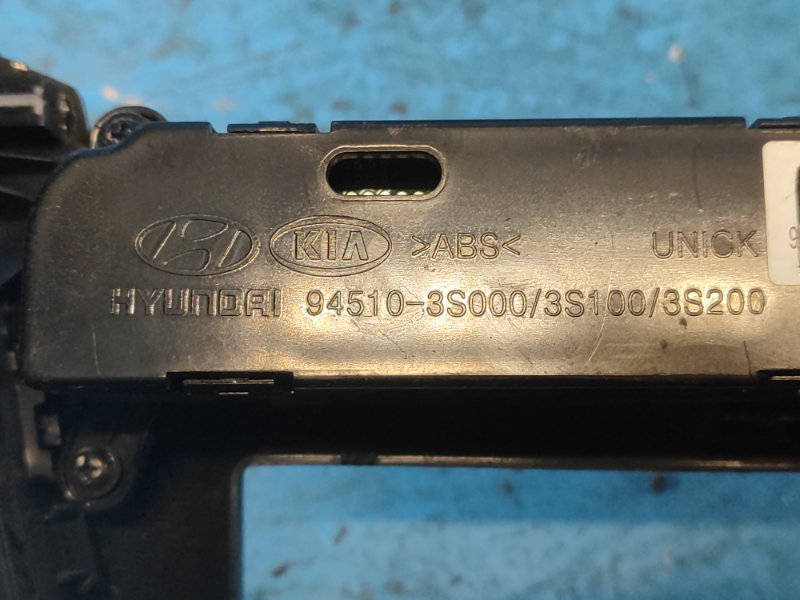 KIA >ABS< UNICK
HYUNDAI 94510-3S000/3S100/3S200